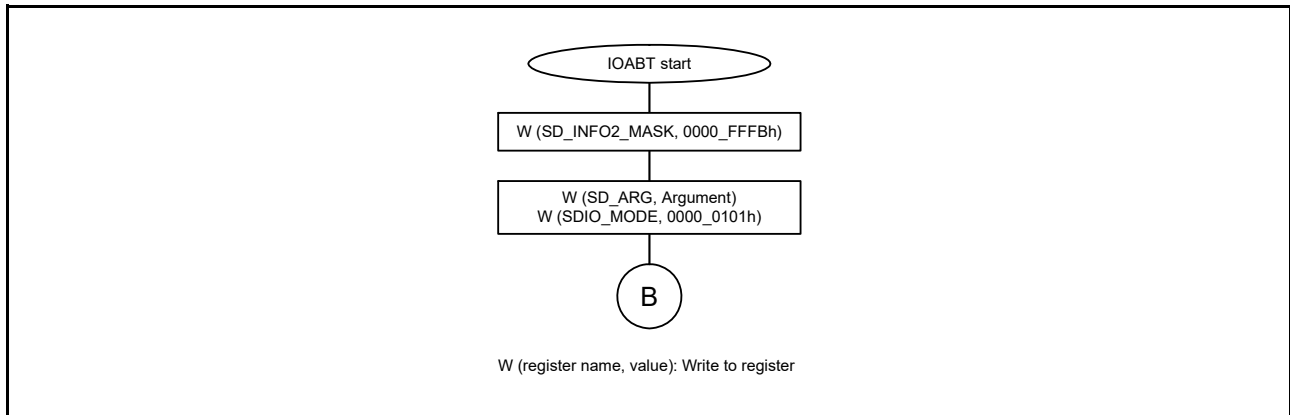 IOABT start
W (SD_INFO2_MASK, 0000_FFFBh)
W (SD_ARG, Argument)
W (SDIO_MODE, 0000_0101h)
B
W (register name, value): Write to register